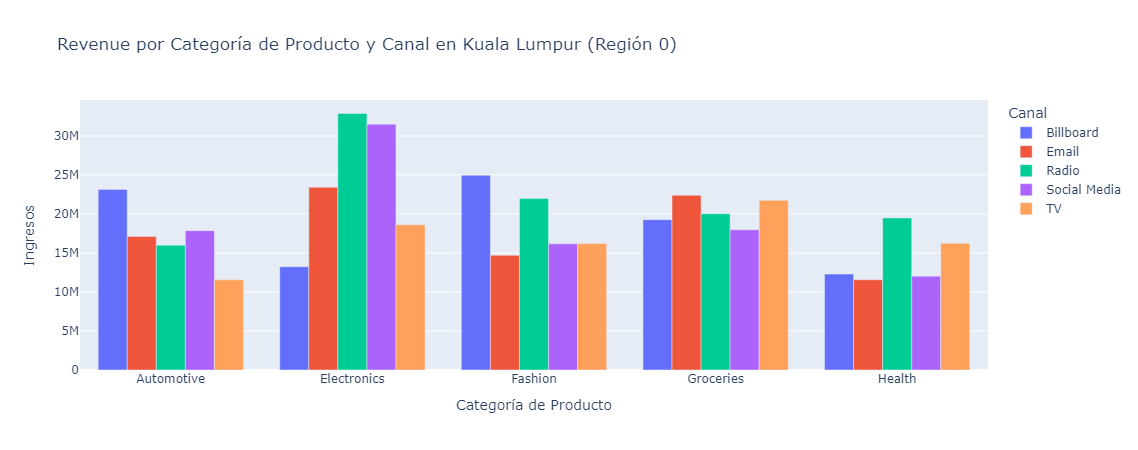 Revenue por Categoría de Producto y Canal en Kuala Lumpur (Región 0)
Canal
Billboard
Email
Radio
Social Media
TV
Ingresos
30M
25M
20M
15M
10M
5M
0
Automotive
Electronics
Fashion
Groceries
Health
Categoría de Producto